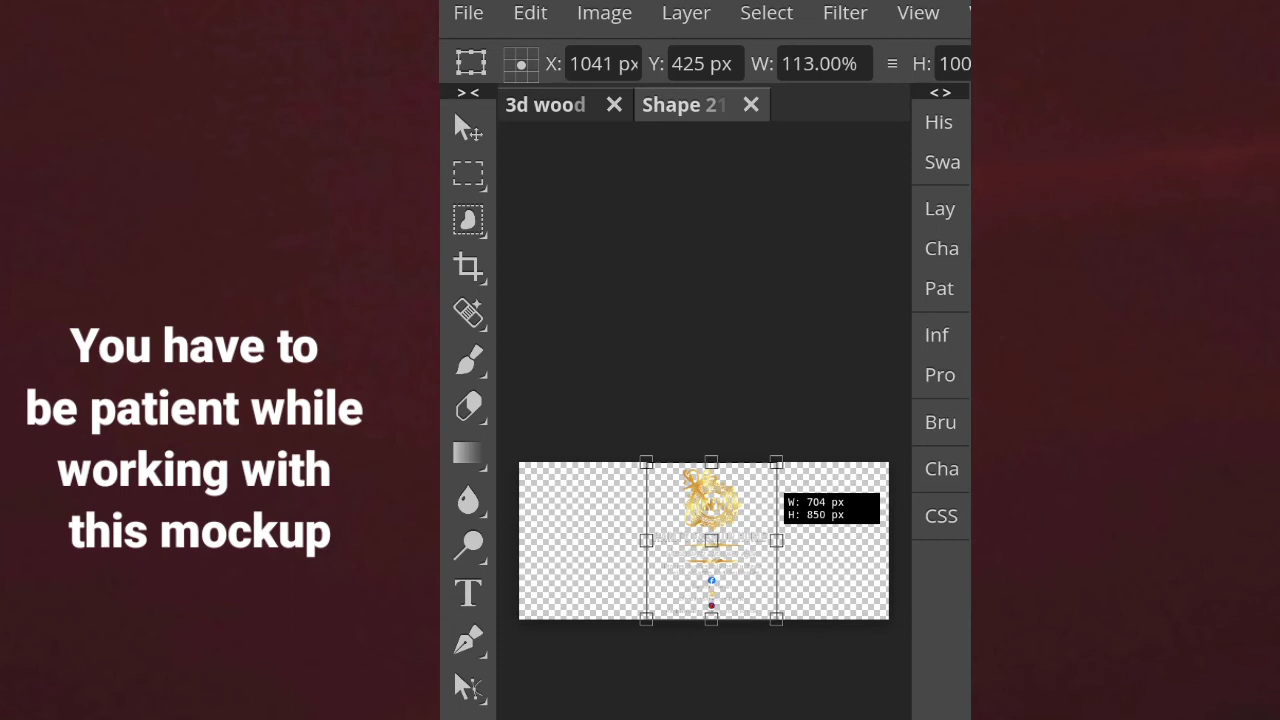 File Edit Image Layer Select Filter View
X: 1041 px Y: 425 px W: 113.00% H: 100
> < < >
3d wood Shape 21
His
Swa
Lay
Cha
Pat
Inf
Pro
Bru
Cha
CSS
You have to
be patient while
working with
this mockup
W: 704 px
H: 850 px